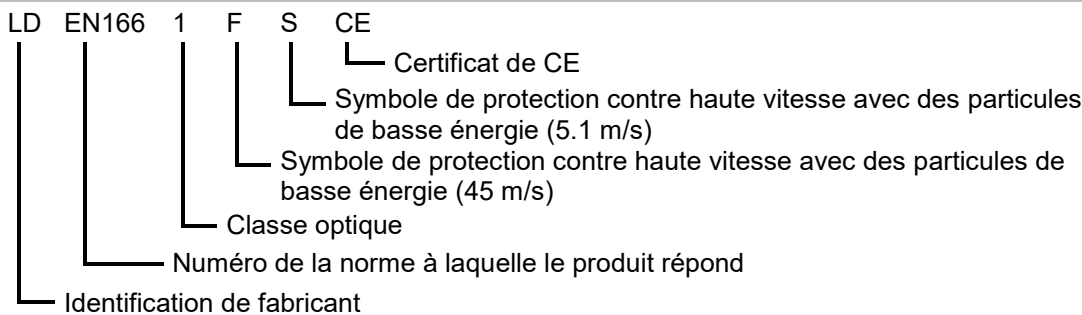 LD EN166 1 F S CE
Certificat de CE
Symbole de protection contre haute vitesse avec des particules
de basse énergie (5.1 m/s)
Symbole de protection contre haute vitesse avec des particules de
basse énergie (45 m/s)
Classe optique
Numéro de la norme à laquelle le produit répond
Identification de fabricant